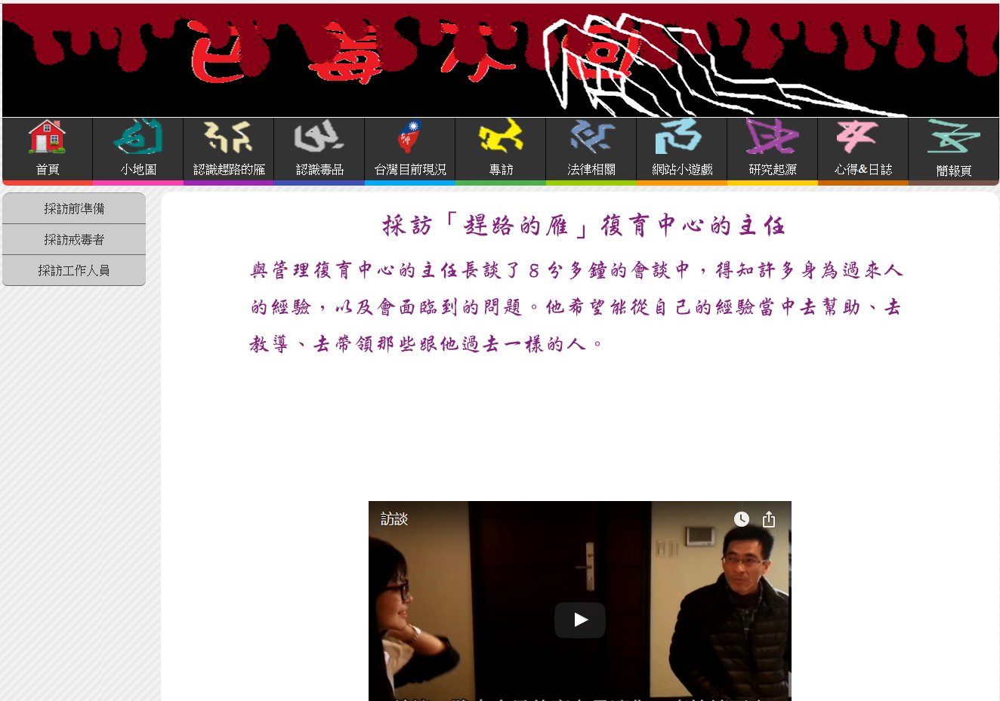 首頁
小地圖
認識趕路的雁
認識毒品
台灣目前現況
專訪
法律相關
網站小遊戲
研究起源
心得&日誌
簡報頁
採訪前準備
採訪戒毒者
採訪工作人員
採訪「趕路的雁」復育中心的主任
與管理復育中心的主任長談了8分多鐘的會談中，得知許多身為過來人
的經驗，以及會面臨到的問題。他希望能從自己的經驗當中去幫助、去
教導、去帶領那些跟他過去一樣的人。
訪談